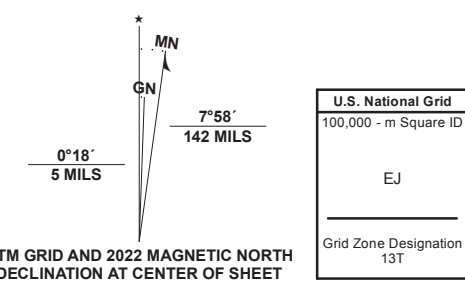 ★
MN
GN
7°58´
142 MILS
0°18´
5 MILS
TM GRID AND 2022 MAGNETIC NORTH
DECLINATION AT CENTER OF SHEET
U.S. National Grid
100,000 - m Square ID
EJ
Grid Zone Designation
13T